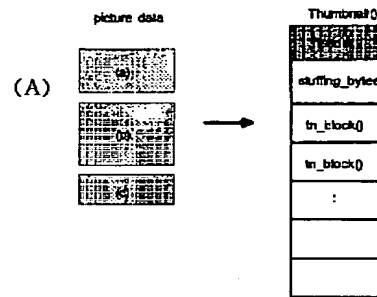 picture data
Thumbnail()
(A)
(a)
stuffing_bytes
(b)
tn_block()
tn_block()
(c)
: